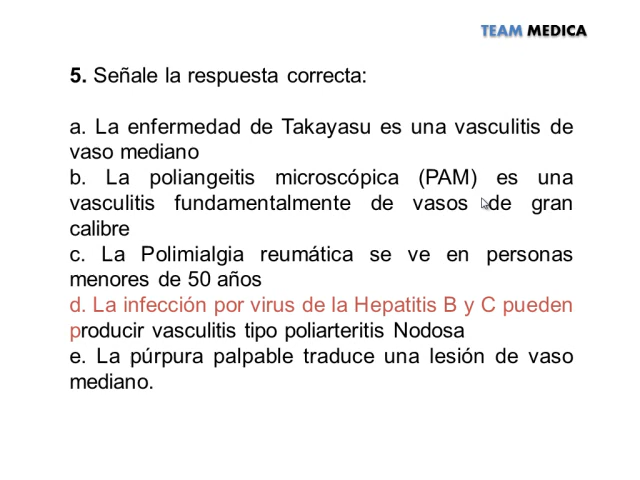 TEAM MEDICA
5. Señale la respuesta correcta:
a. La enfermedad de Takayasu es una vasculitis de
vaso mediano
b. La poliangeitis microscópica (PAM) es una
vasculitis fundamentalmente de vasos de gran
calibre
c. La Polimialgia reumática se ve en personas
menores de 50 años
d. La infección por virus de la Hepatitis B y C pueden
producir vasculitis tipo poliarteritis Nodosa
e. La púrpura palpable traduce una lesión de vaso
mediano.